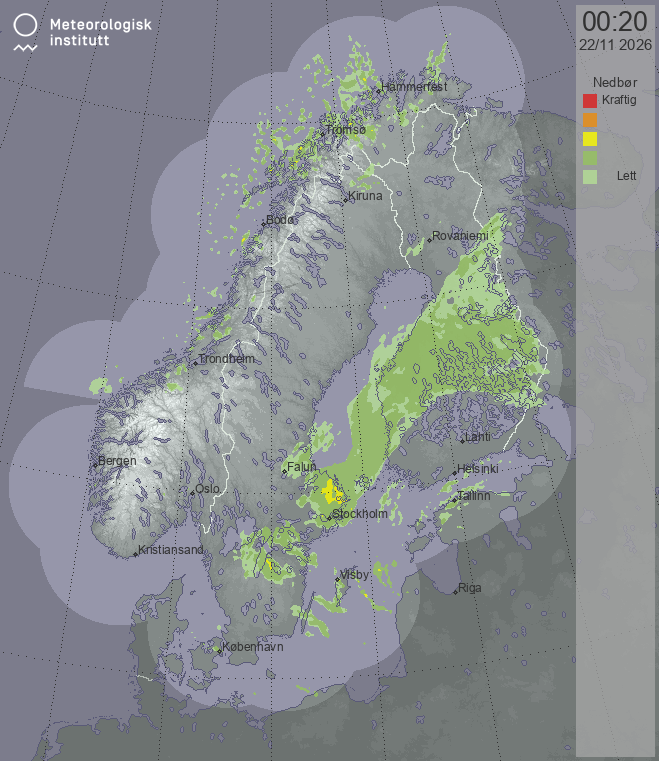 Meteorologisk
institutt
00:20
22/11 2026
Nedbør
Kraftig
Lett
Hammerfest
Tromsø
Kiruna
Bodø
Rovaniemi
Trondheim
Lahti
Bergen
Falun
Helsinki
Oslo
Tallinn
Stockholm
Kristiansand
Visby
Riga
København